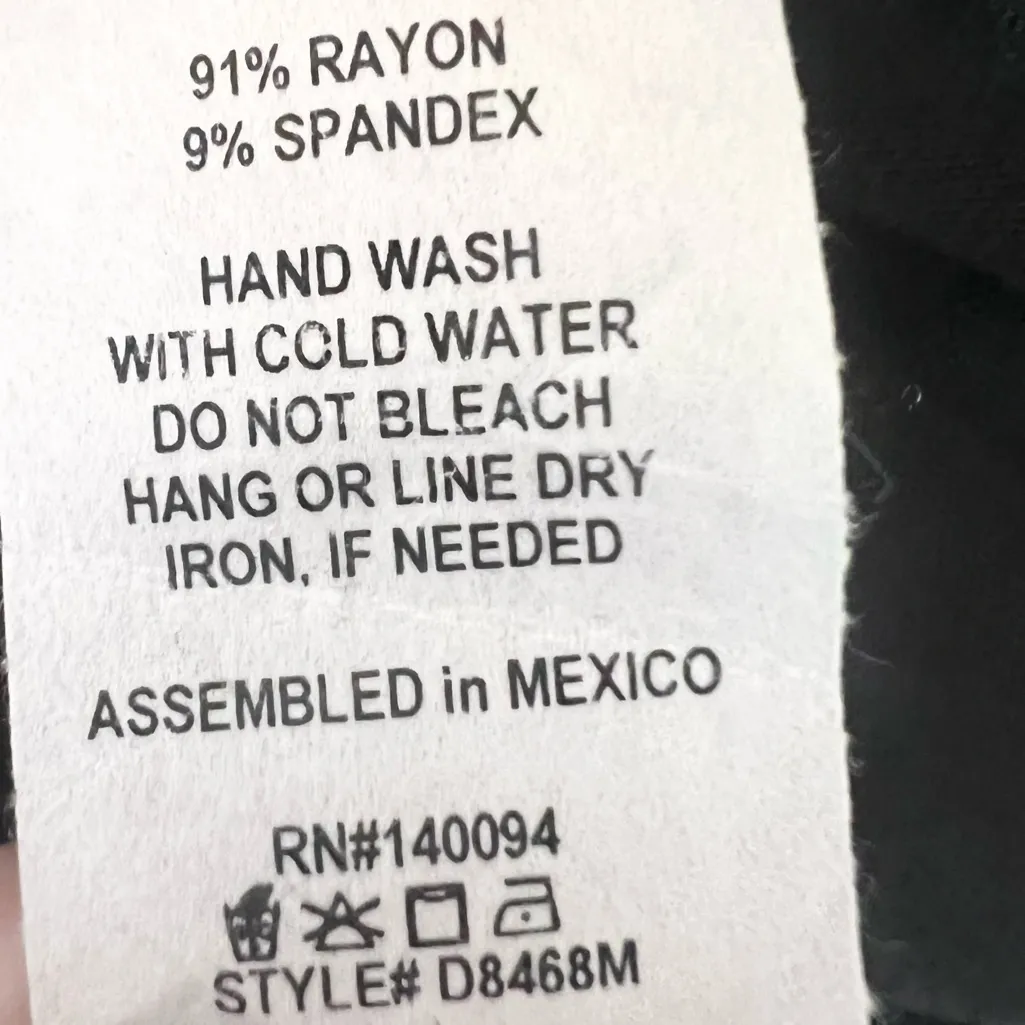 91% RAYON
9% SPANDEX
HAND WASH
WITH COLD WATER
DO NOT BLEACH
HANG OR LINE DRY
IRON, IF NEEDED
ASSEMBLED in MEXICO
RN#140094
STYLE# D8468M